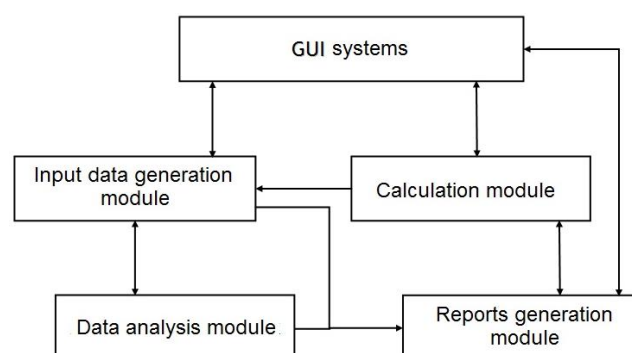 GUI systems
Input data generation
module
Calculation module
Data analysis module
Reports generation
module